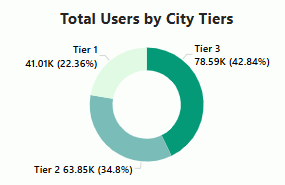 Total Users by City Tiers
Tier 1
41.01K (22.36%)
Tier 3
78.59K (42.84%)
Tier 2 63.85K (34.8%)